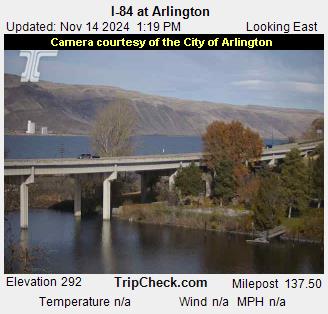 I-84 at Arlington
Updated: Nov 14 2024 1:19 PM Looking East
Camera courtesy of the City of Arlington
Elevation 292 TripCheck.com Milepost 137.50
Temperature n/a Wind n/a MPH n/a